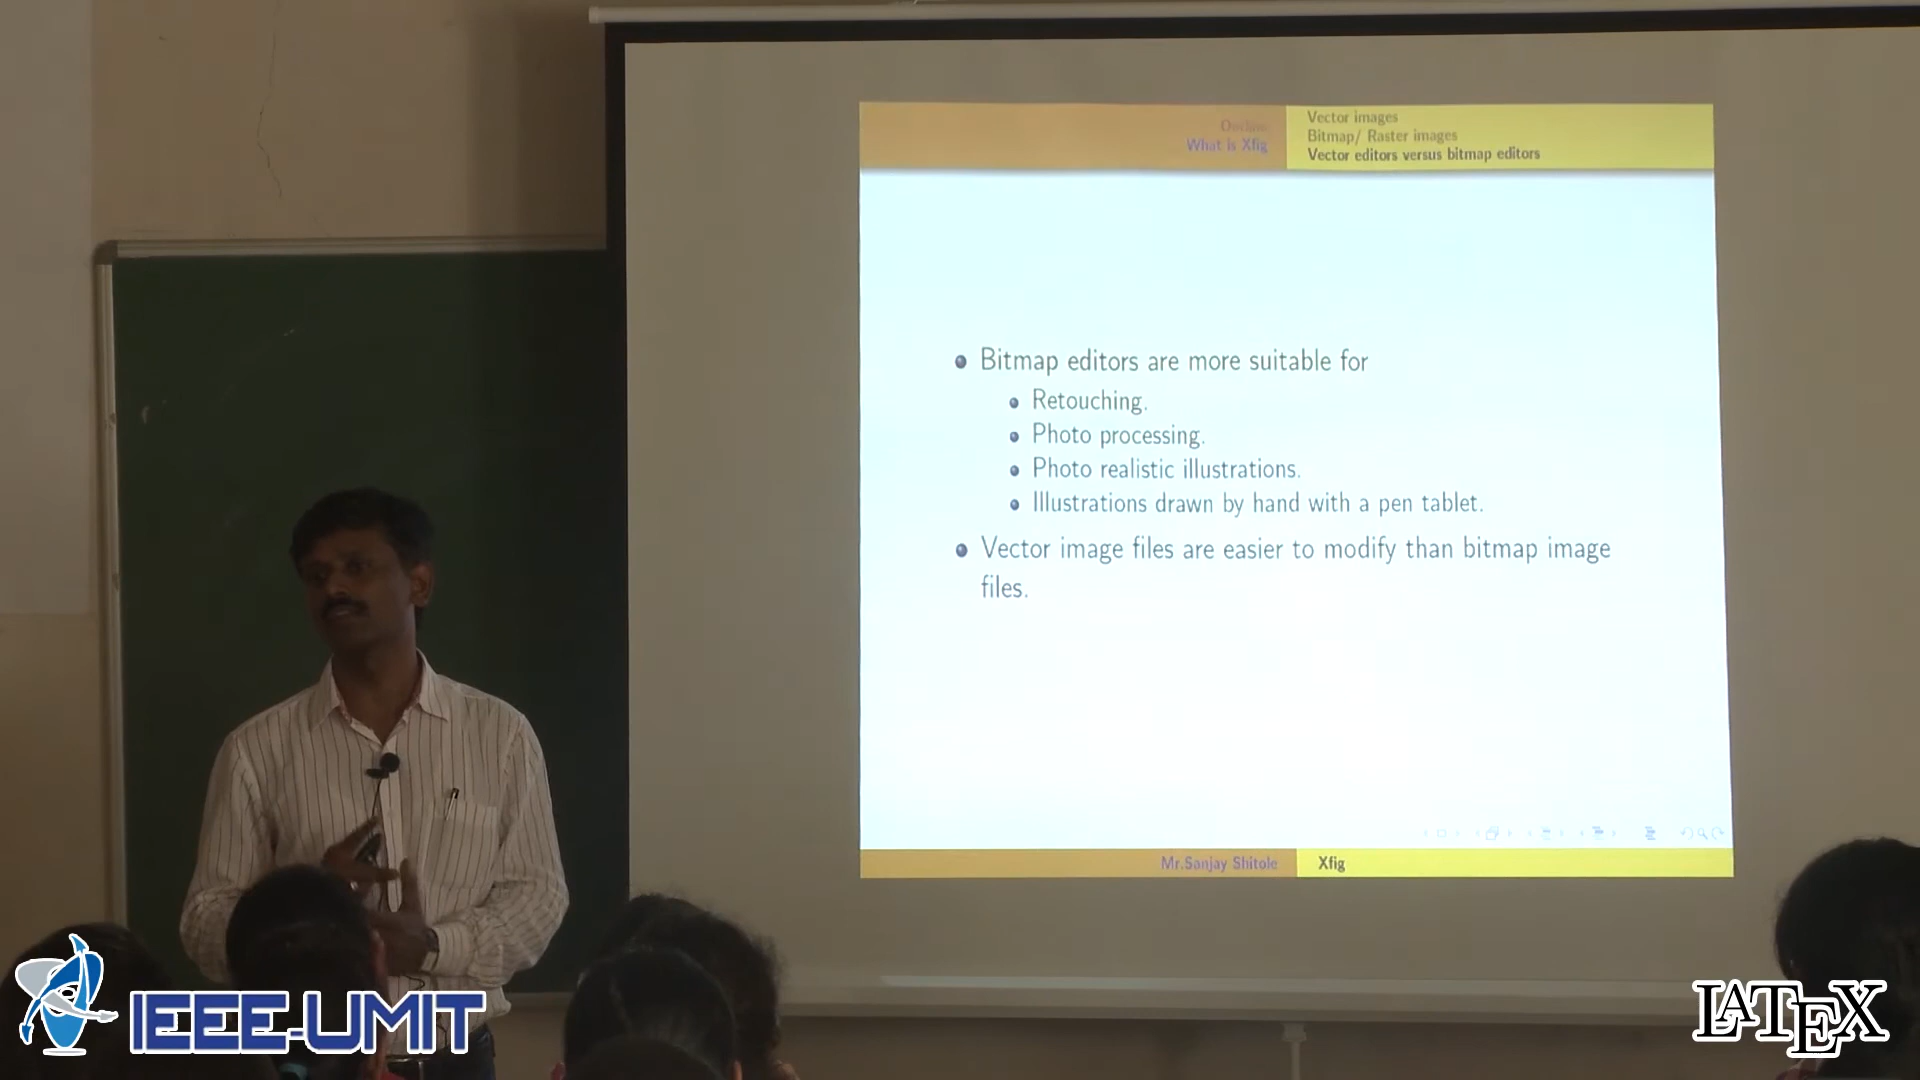 Outline
What is Xfig
Vector images
Bitmap/ Raster images
Vector editors versus bitmap editors
Bitmap editors are more suitable for
Retouching.
Photo processing.
Photo realistic illustrations.
Illustrations drawn by hand with a pen tablet.
Vector image files are easier to modify than bitmap image
files.
Mr.Sanjay Shitole
Xfig
IEEE-UMIT
LATEX